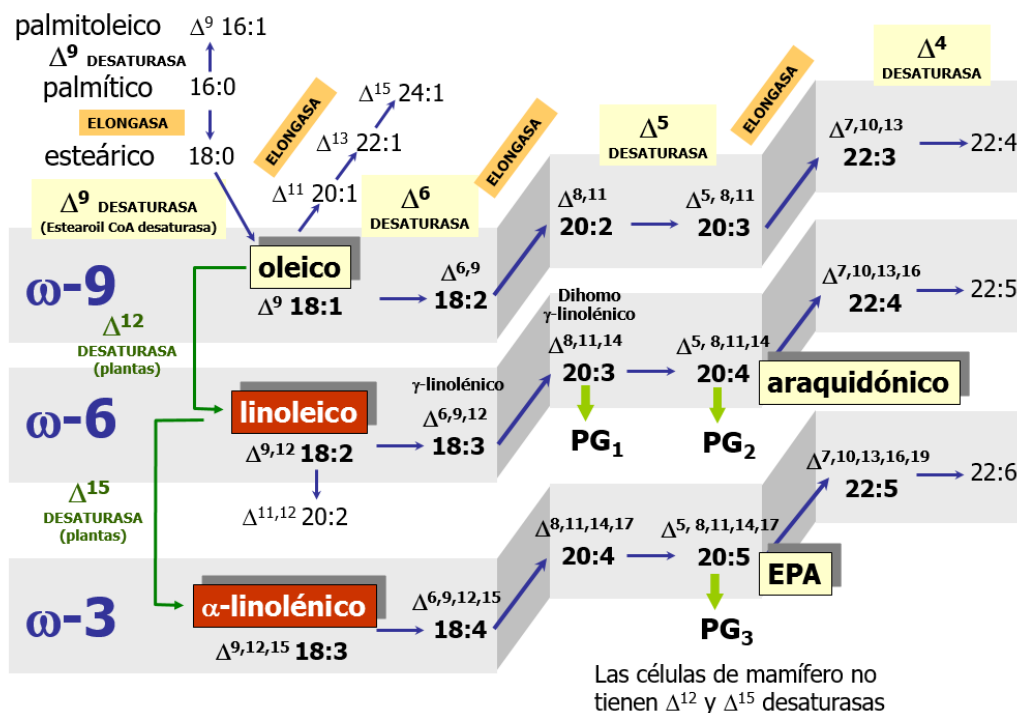 palmitoleico
Δ9 16:1
Δ9 DESATURASA
palmítico
16:0
ELONGASA
esteárico
18:0
Δ9 DESATURASA
(Estearoil CoA desaturasa)
ELONGASA
Δ15 24:1
Δ13 22:1
Δ11 20:1
Δ6
DESATURASA
ELONGASA
Δ5
DESATURASA
ELONGASA
Δ4
DESATURASA
ω-9
oleico
Δ9 18:1
Δ6,9
18:2
Δ8,11
20:2
Δ5, 8,11
20:3
Δ7,10,13
22:3
22:4
Δ12
DESATURASA
(plantas)
ω-6
linoleico
Δ9,12 18:2
Δ11,12 20:2
γ-linolénico
Δ6,9,12
18:3
Dihomo
γ-linolénico
Δ8,11,14
20:3
PG1
Δ5, 8,11,14
20:4
PG2
araquidónico
Δ7,10,13,16
22:4
22:5
Δ15
DESATURASA
(plantas)
ω-3
α-linolénico
Δ9,12,15 18:3
Δ6,9,12,15
18:4
Δ8,11,14,17
20:4
Δ5, 8,11,14,17
20:5
PG3
EPA
Δ7,10,13,16,19
22:5
22:6
Las células de mamífero no
tienen Δ12 y Δ15 desaturasas